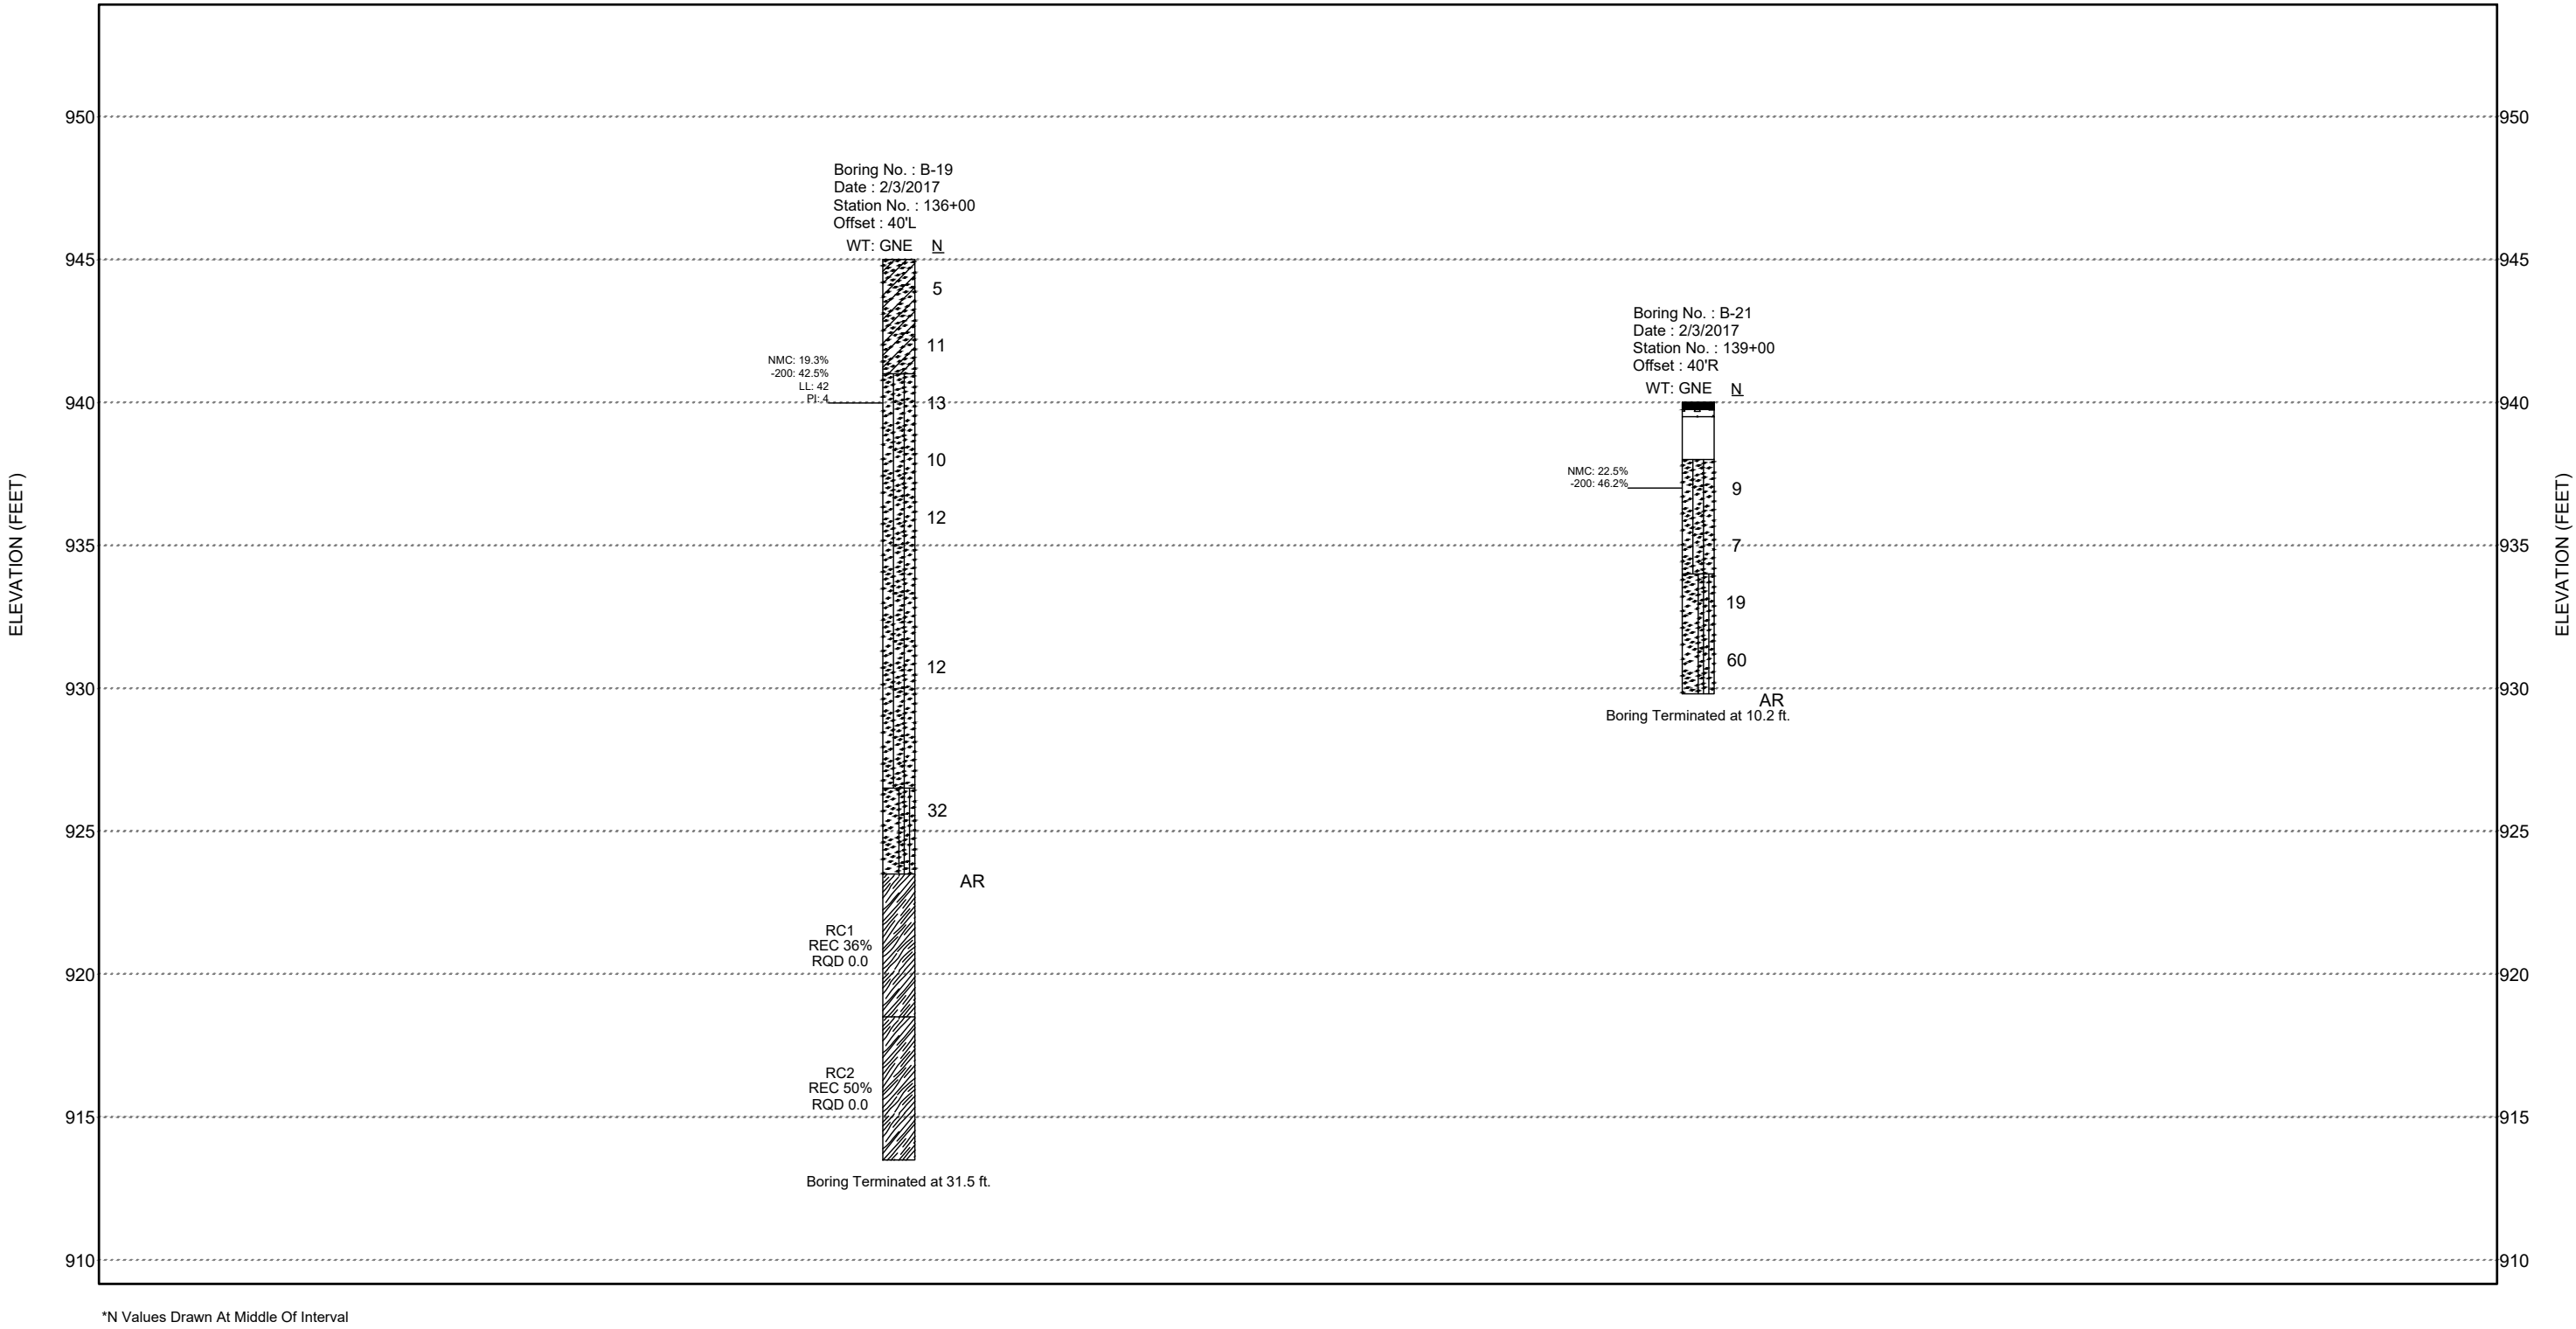 950
950
Boring No. : B-19
Date : 2/3/2017
Station No. : 136+00
Offset : 40'L
WT: GNE N
945
945
5
Boring No. : B-21
Date : 2/3/2017
Station No. : 139+00
Offset : 40'R
WT: GNE N
11
NMC: 19.3%
-200: 42.5%
LL: 42
PI: 4
940
13
940
10
NMC: 22.5%
-200: 46.2%
9
12
935
7
935
19
12
60
930
930
AR
Boring Terminated at 10.2 ft.
ELEVATION (FEET)
ELEVATION (FEET)
32
925
925
AR
RC1
REC 36%
RQD 0.0
920
920
RC2
REC 50%
RQD 0.0
915
915
Boring Terminated at 31.5 ft.
910
910
*N Values Drawn At Middle Of Interval